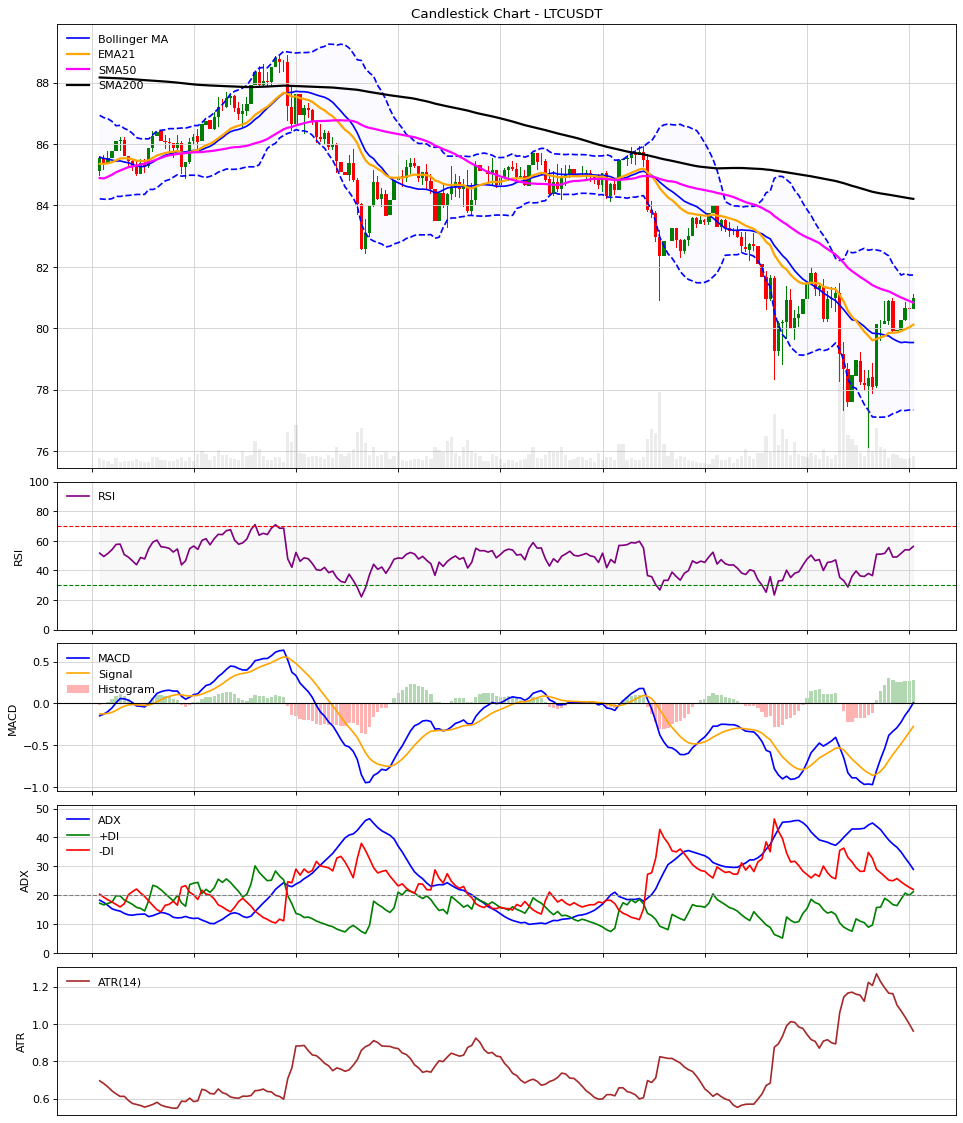 Candlestick Chart - LTCUSDT
Bollinger MA
EMA21
SMA50
SMA200
88
86
84
82
80
78
76
RSI
RSI
100
80
60
40
20
0
MACD
Signal
Histogram
MACD
0.5
0.0
−0.5
−1.0
ADX
+DI
-DI
ADX
50
40
30
20
10
0
ATR(14)
ATR
1.2
1.0
0.8
0.6